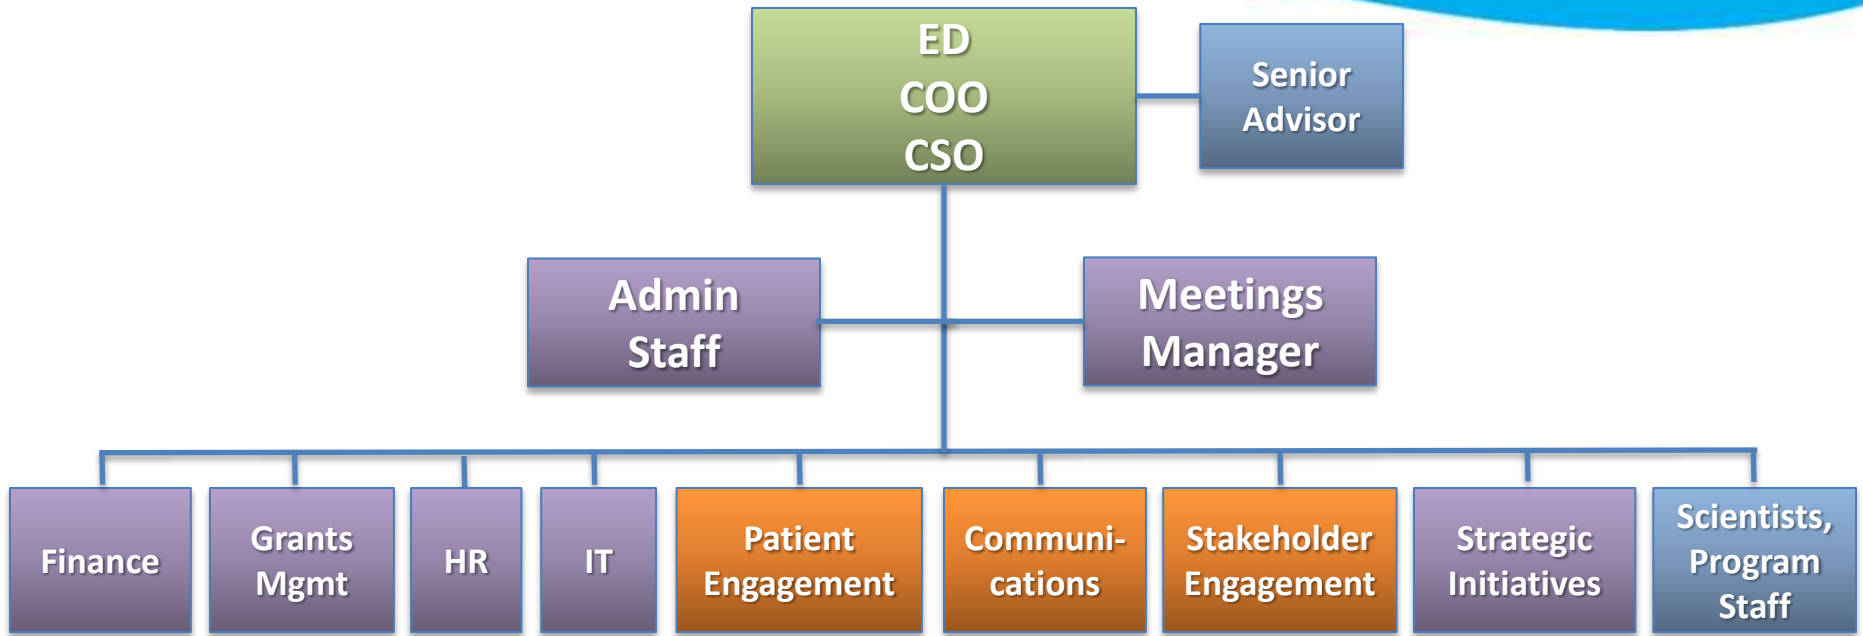 ED
COO
CSO
Senior
Advisor
Admin
Staff
Meetings
Manager
Finance
Grants
Mgmt
HR
IT
Patient
Engagement
Communi-
cations
Stakeholder
Engagement
Strategic
Initiatives
Scientists,
Program
Staff